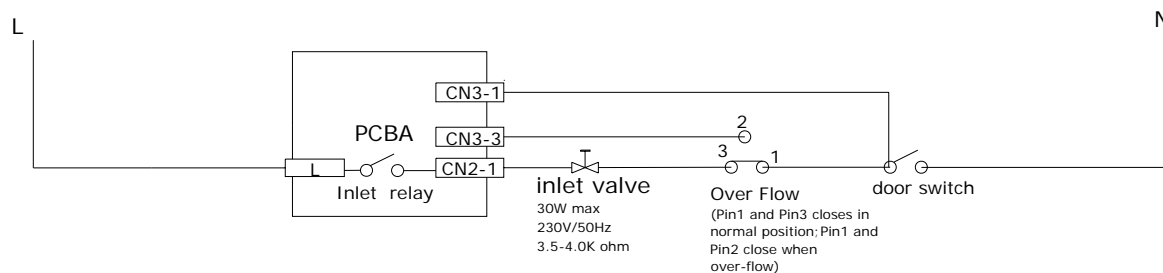 L
N
CN3-1
PCBA
CN3-3
2
L
CN2-1
3
1
Inlet relay
inlet valve
30W max
230V/50Hz
3.5-4.0K ohm
Over Flow
(Pin1 and Pin3 closes in
normal position;Pin1 and
Pin2 close when
over-flow)
door switch